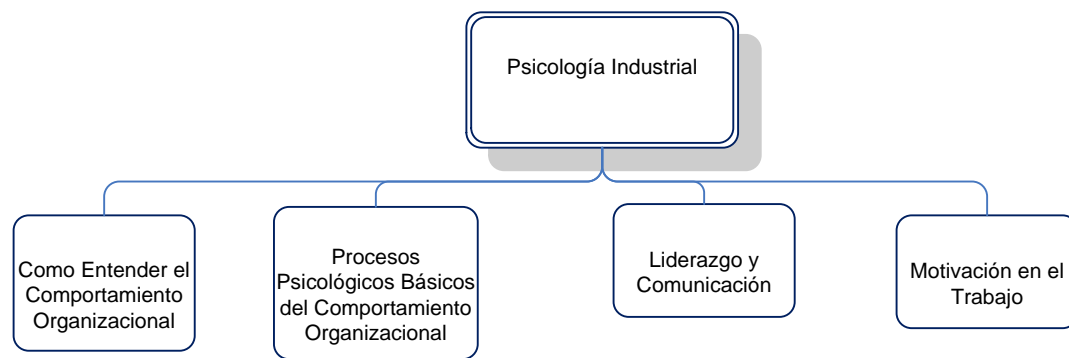 Psicología Industrial
Como Entender el
Comportamiento
Organizacional
Procesos
Psicológicos Básicos
del Comportamiento
Organizacional
Liderazgo y
Comunicación
Motivación en el
Trabajo